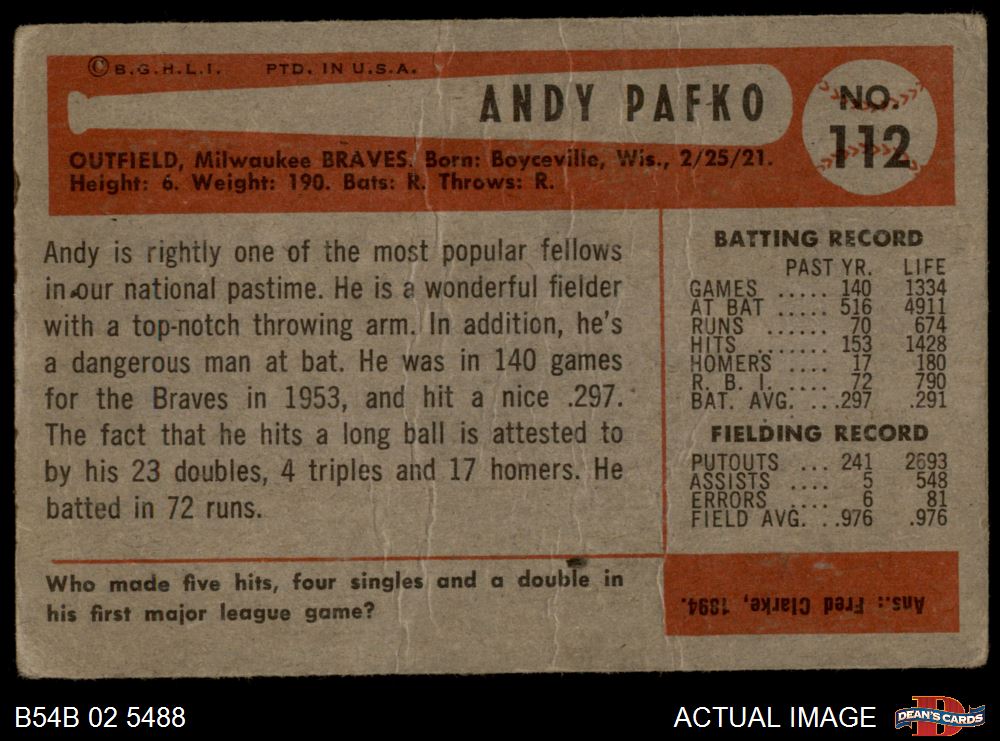 © B.G.H.L.I. PTD. IN U.S.A.
ANDY PAFKO
NO.
112
OUTFIELD, Milwaukee BRAVES. Born: Boyceville, Wis., 2/25/21.
Height: 6. Weight: 190. Bats: R. Throws: R.
Andy is rightly one of the most popular fellows
in our national pastime. He is a wonderful fielder
with a top-notch throwing arm. In addition, he's
a dangerous man at bat. He was in 140 games
for the Braves in 1953, and hit a nice .297.
The fact that he hits a long ball is attested to
by his 23 doubles, 4 triples and 17 homers. He
batted in 72 runs.
BATTING RECORD
PAST YR. LIFE
GAMES ..... 140 1334
AT BAT ..... 516 4911
RUNS ...... 70 674
HITS ........ 153 1428
HOMERS .... 17 180
R. B. I. ..... 72 790
BAT. AVG. ...297 .291
FIELDING RECORD
PUTOUTS ... 241 2693
ASSISTS .... 5 548
ERRORS .... 6 81
FIELD AVG. ..976 .976
Who made five hits, four singles and a double in
his first major league game?
Ans.: Fred Clarke, 1894.
B54B 02 5488
ACTUAL IMAGE
D
DEAN'S CARDS